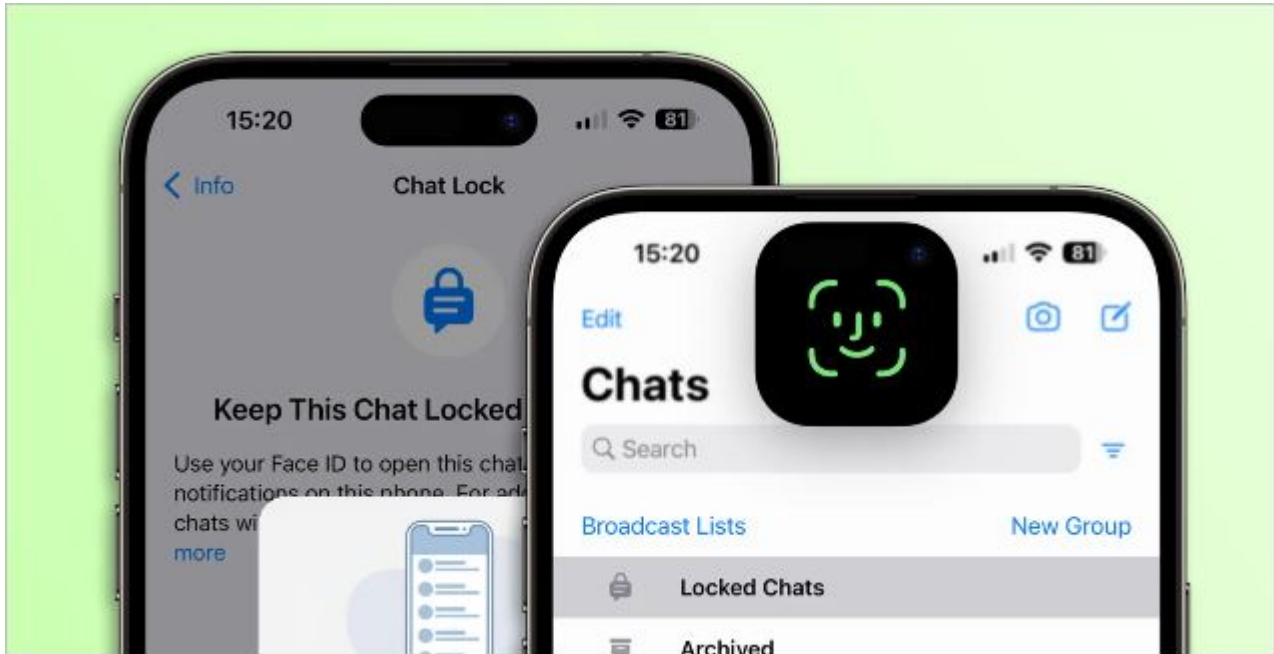 15:20
81
Info
Chat Lock
Keep This Chat Locked
Use your Face ID to open this chat
notifications on this phone. For
chats
more
15:20
81
Edit
Chats
Search
Broadcast Lists
New Group
Locked Chats
Archived